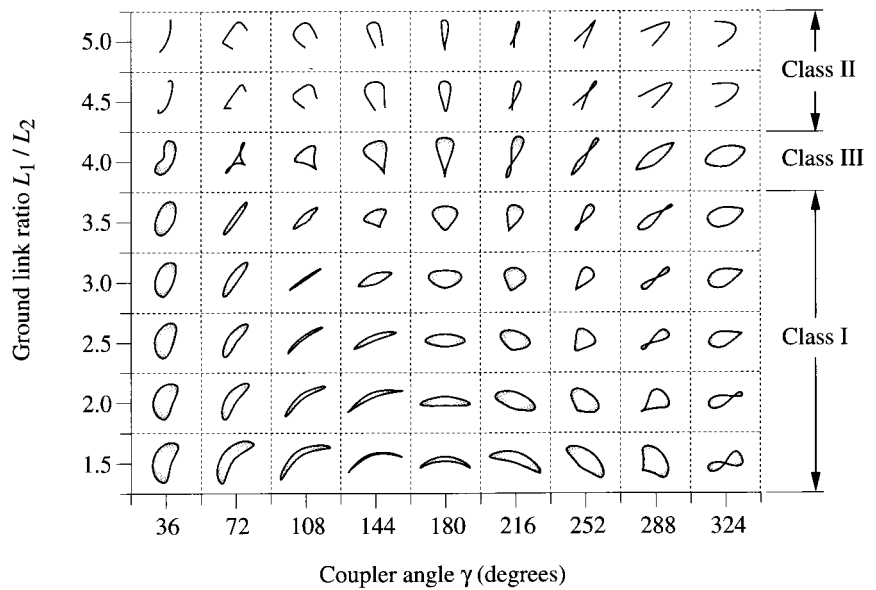 Ground link ratio L₁ / L₂
5.0
4.5
4.0
3.5
3.0
2.5
2.0
1.5
Class II
Class III
Class I
36 72 108 144 180 216 252 288 324
Coupler angle γ (degrees)